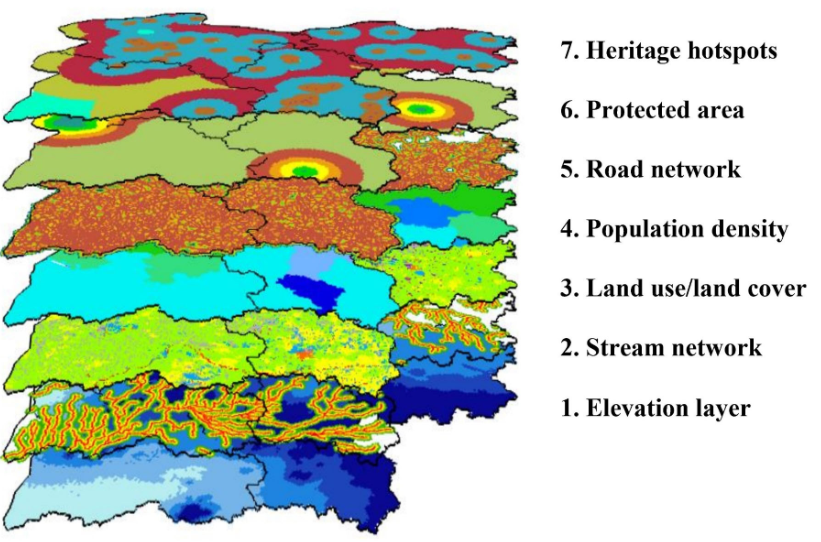 7. Heritage hotspots
6. Protected area
5. Road network
4. Population density
3. Land use/land cover
2. Stream network
1. Elevation layer